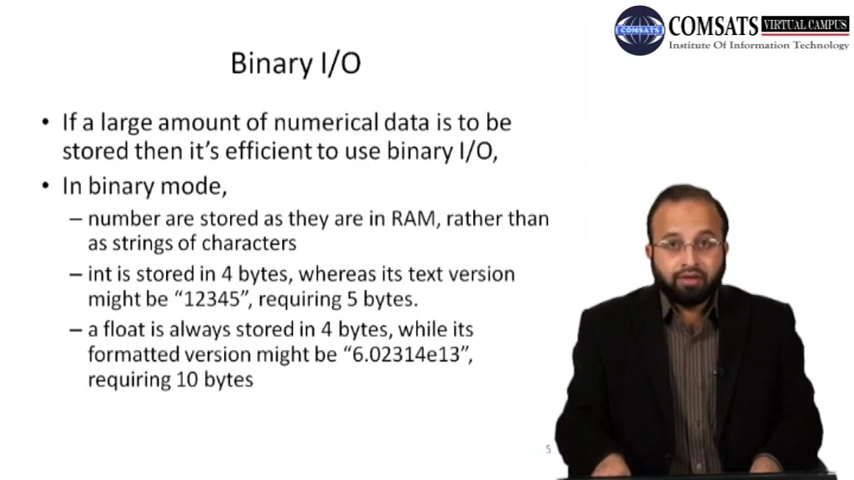 COMSATS VIRTUAL CAMPUS
COMSATS
Institute Of Information Technology
Binary I/O
• If a large amount of numerical data is to be
stored then it's efficient to use binary I/O,
• In binary mode,
– number are stored as they are in RAM, rather than
as strings of characters
– int is stored in 4 bytes, whereas its text version
might be “12345”, requiring 5 bytes.
– a float is always stored in 4 bytes, while its
formatted version might be “6.02314e13”,
requiring 10 bytes
5